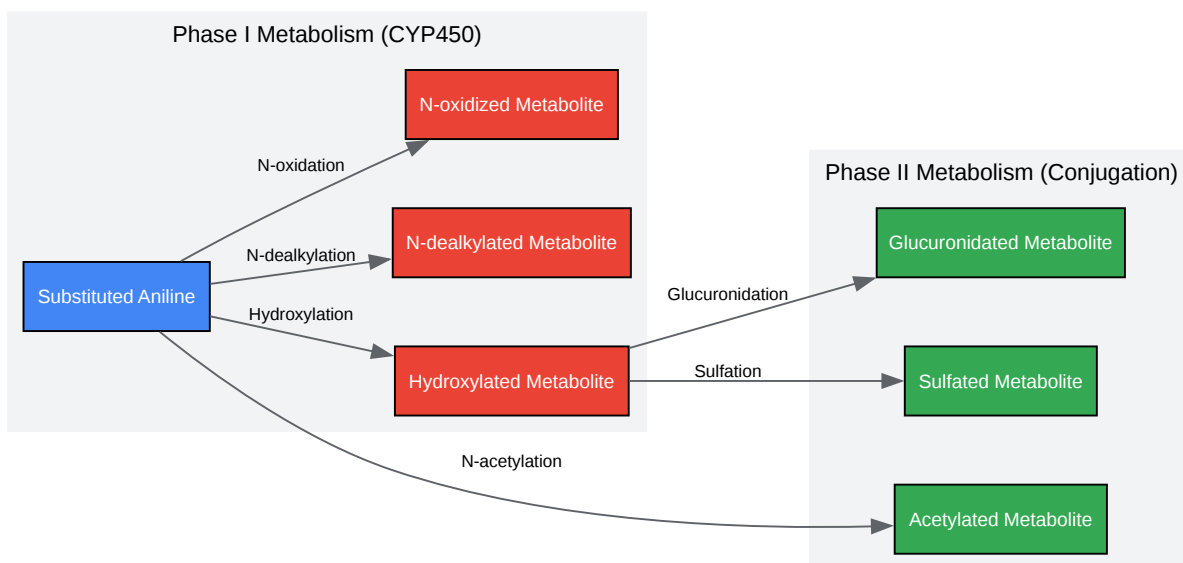 Phase I Metabolism (CYP450)
N-oxidized Metabolite
N-oxidation
Phase II Metabolism (Conjugation)
N-dealkylated Metabolite
Glucuronidated Metabolite
N-dealkylation
Substituted Aniline
Glucuronidation
Hydroxylation
Hydroxylated Metabolite
Sulfation
Sulfated Metabolite
N-acetylation
Acetylated Metabolite